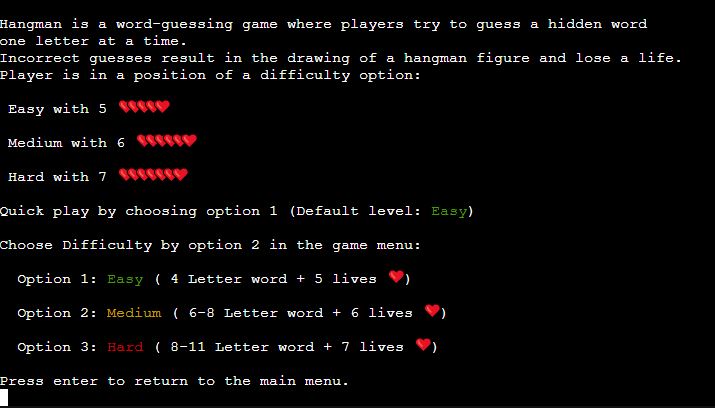 Hangman is a word-guessing game where players try to guess a hidden word
one letter at a time.
Incorrect guesses result in the drawing of a hangman figure and lose a life.
Player is in a position of a difficulty option:
Easy with 5 ❤❤❤❤❤
Medium with 6 ❤❤❤❤❤❤
Hard with 7 ❤❤❤❤❤❤❤
Quick play by choosing option 1 (Default level: Easy)
Choose Difficulty by option 2 in the game menu:
Option 1: Easy ( 4 Letter word + 5 lives ❤)
Option 2: Medium ( 6-8 Letter word + 6 lives ❤)
Option 3: Hard ( 8-11 Letter word + 7 lives ❤)
Press enter to return to the main menu.